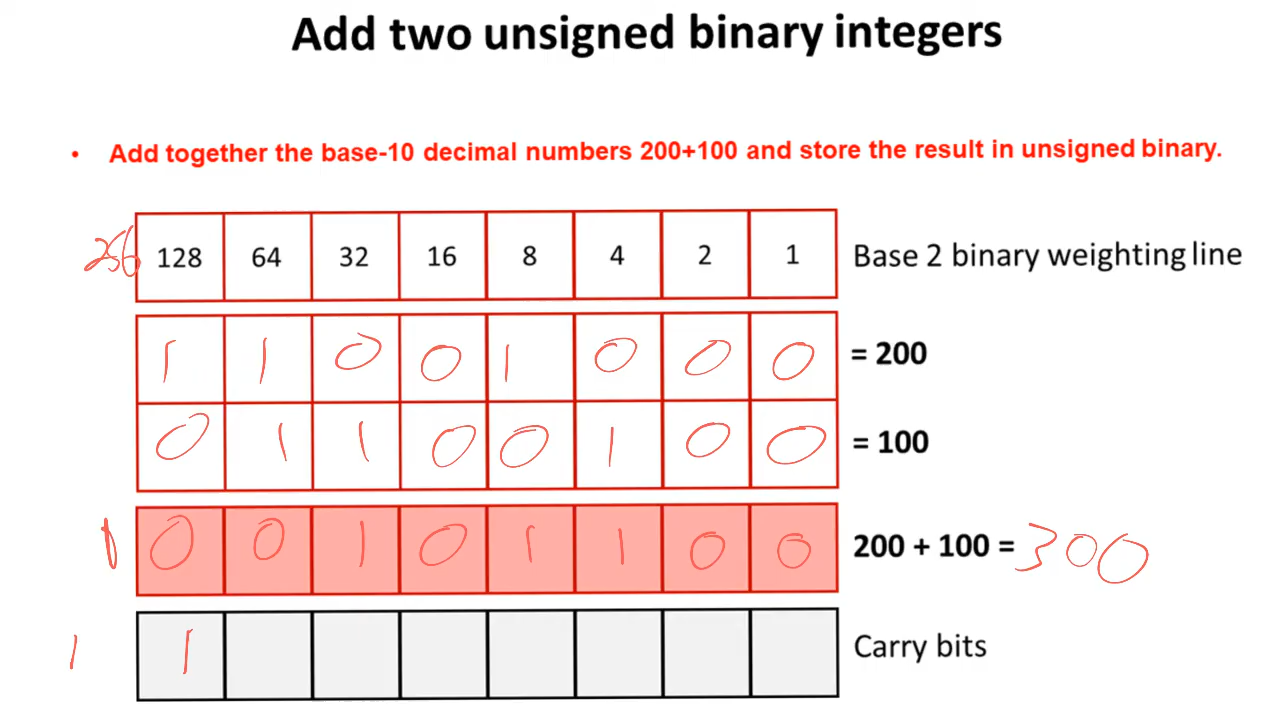 Add two unsigned binary integers
• Add together the base-10 decimal numbers 200+100 and store the result in unsigned binary.
256 128 64 32 16 8 4 2 1 Base 2 binary weighting line
1 1 0 0 1 0 0 0 = 200
0 1 1 0 0 1 0 0 = 100
0 0 1 0 1 1 0 0 200 + 100 = 300
1 1 Carry bits